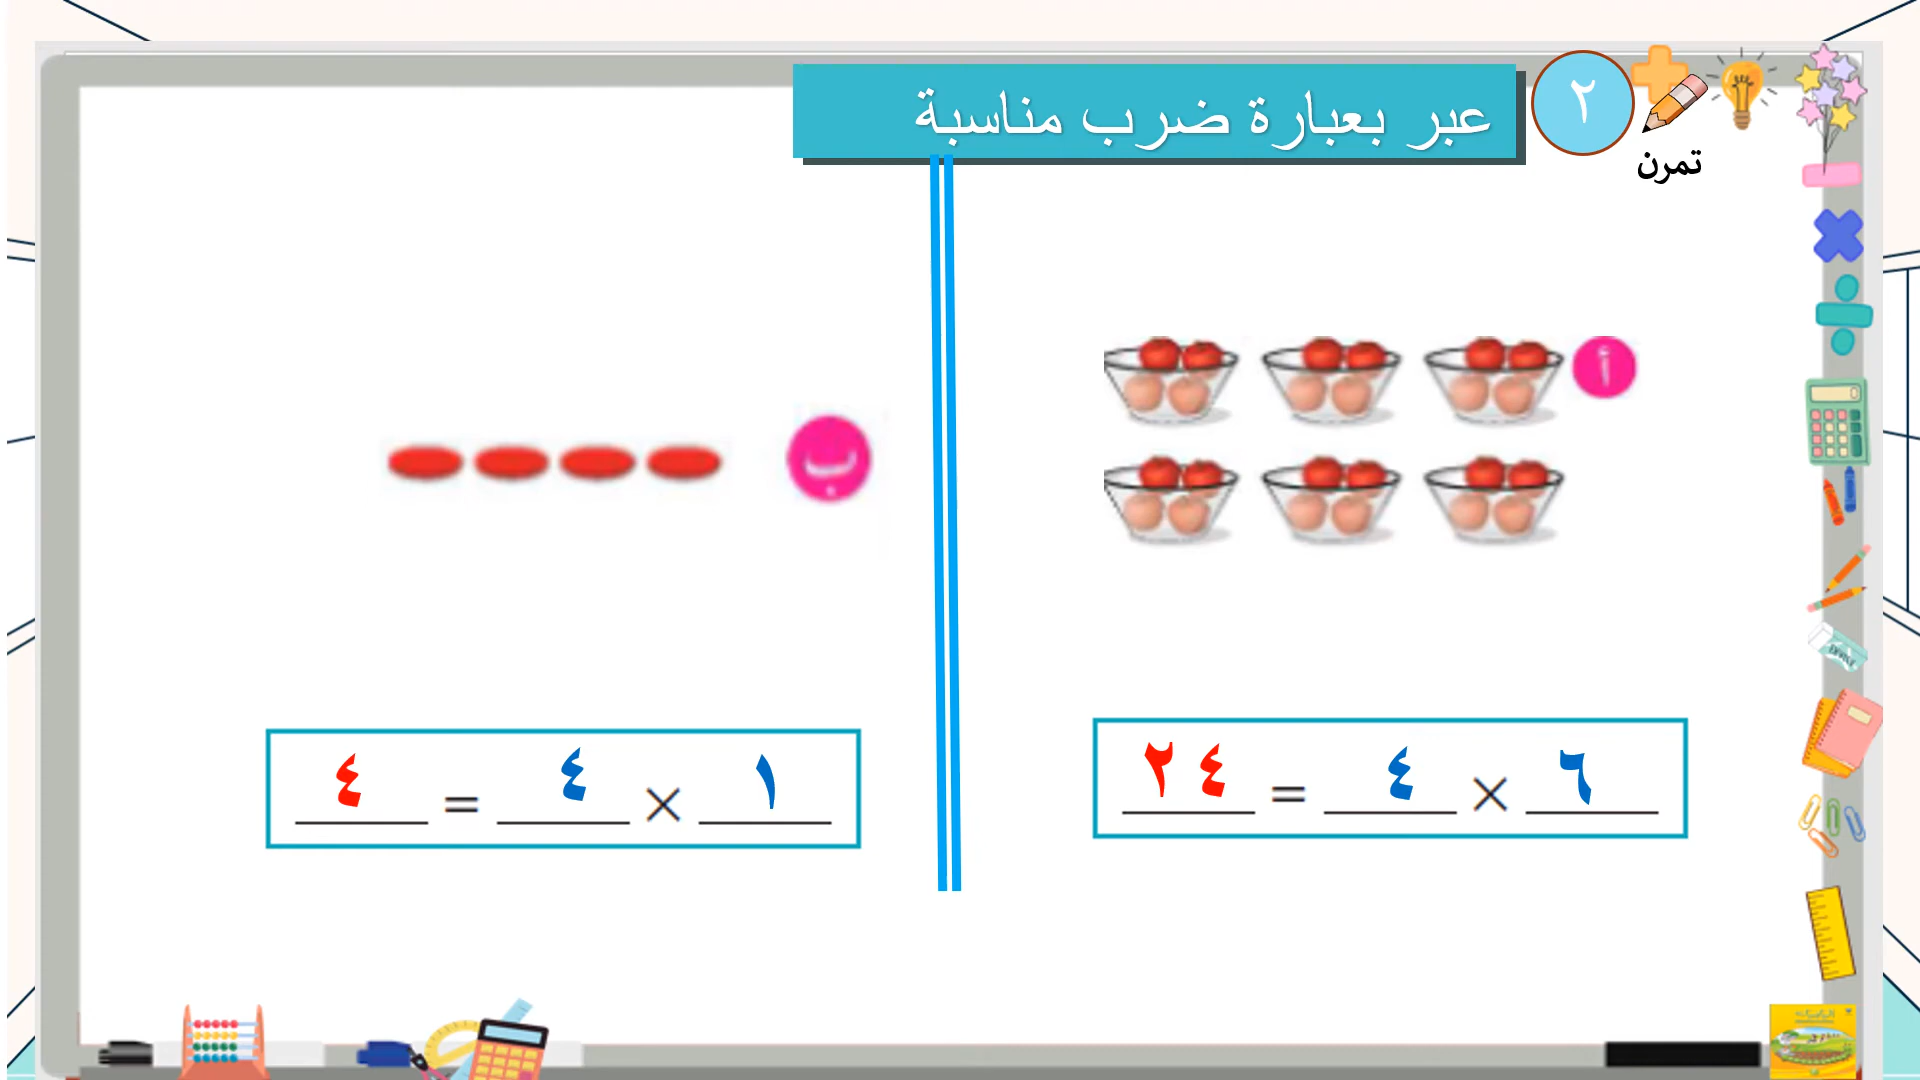 عبر بعبارة ضرب مناسبة
٢
تمرن
أ
٦ × ٤ = ٢٤
ب
١ × ٤ = ٤